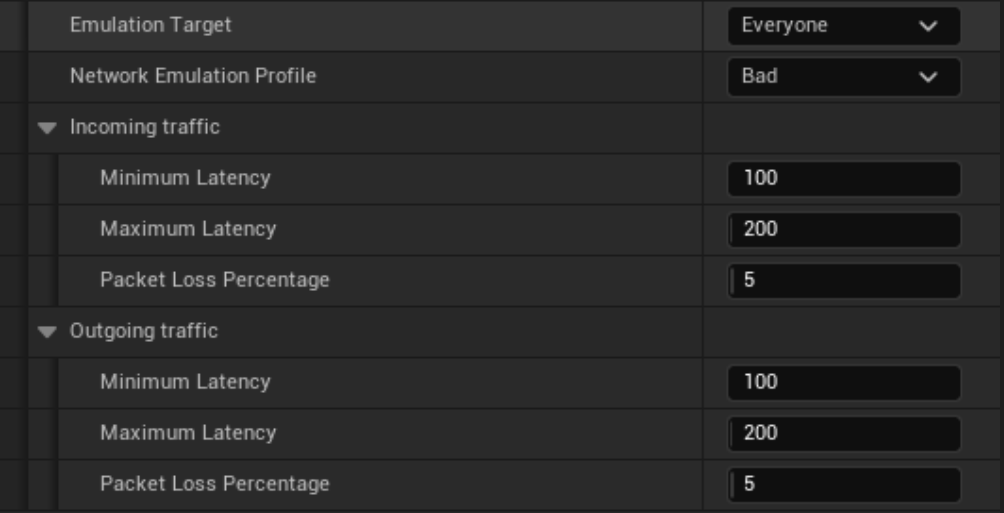 Emulation Target Everyone
Network Emulation Profile Bad
Incoming traffic
Minimum Latency 100
Maximum Latency 200
Packet Loss Percentage 5
Outgoing traffic
Minimum Latency 100
Maximum Latency 200
Packet Loss Percentage 5